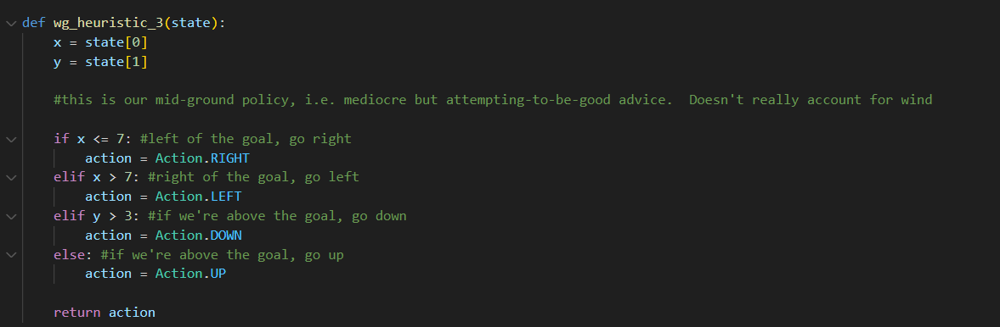 def wg_heuristic_3(state):
    x = state[0]
    y = state[1]

    #this is our mid-ground policy, i.e. mediocre but attempting-to-be-good advice.  Doesn't really account for wind

    if x <= 7: #left of the goal, go right
        action = Action.RIGHT
    elif x > 7: #right of the goal, go left
        action = Action.LEFT
    elif y > 3: #if we're above the goal, go down
        action = Action.DOWN
    else: #if we're above the goal, go up
        action = Action.UP

    return action